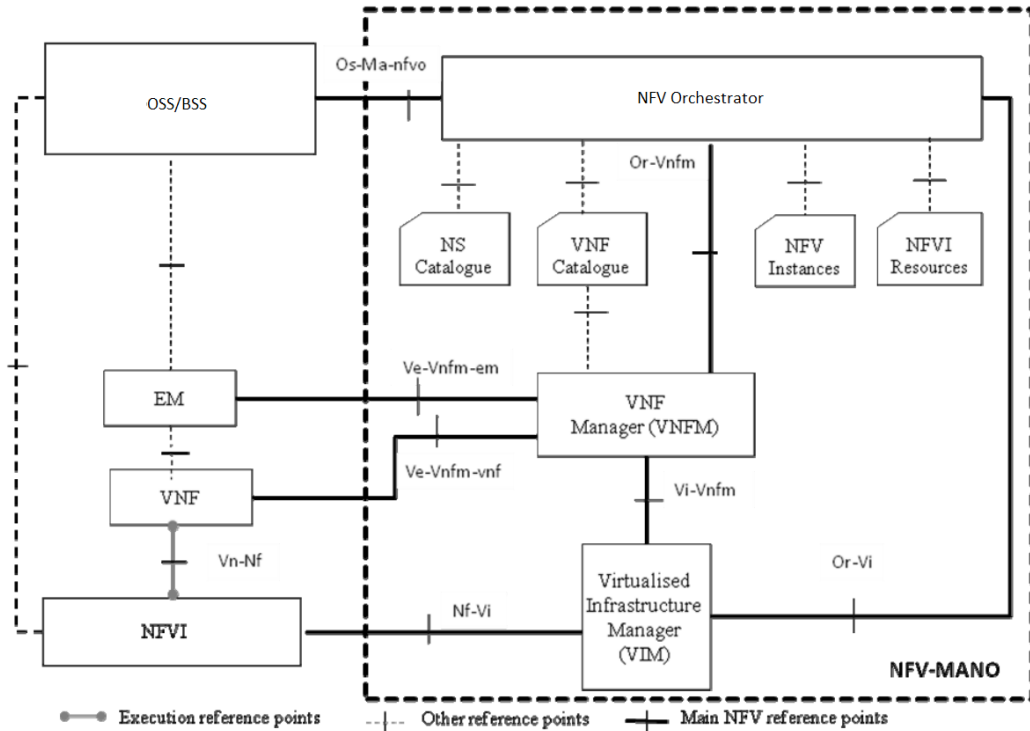 Os-Ma-nfvo
OSS/BSS
NFV Orchestrator
Or-Vnfm
NS
Catalogue
VNF
Catalogue
NFV
Instances
NFVI
Resources
Ve-Vnfm-em
EM
VNF
Manager (VNFM)
Ve-Vnfm-vnf
VNF
Vi-Vnfm
Vn-Nf
Or-Vi
Virtualised
Infrastructure
Manager
(VIM)
Nf-Vi
NFVI
NFV-MANO
Execution reference points
Other reference points
Main NFV reference points